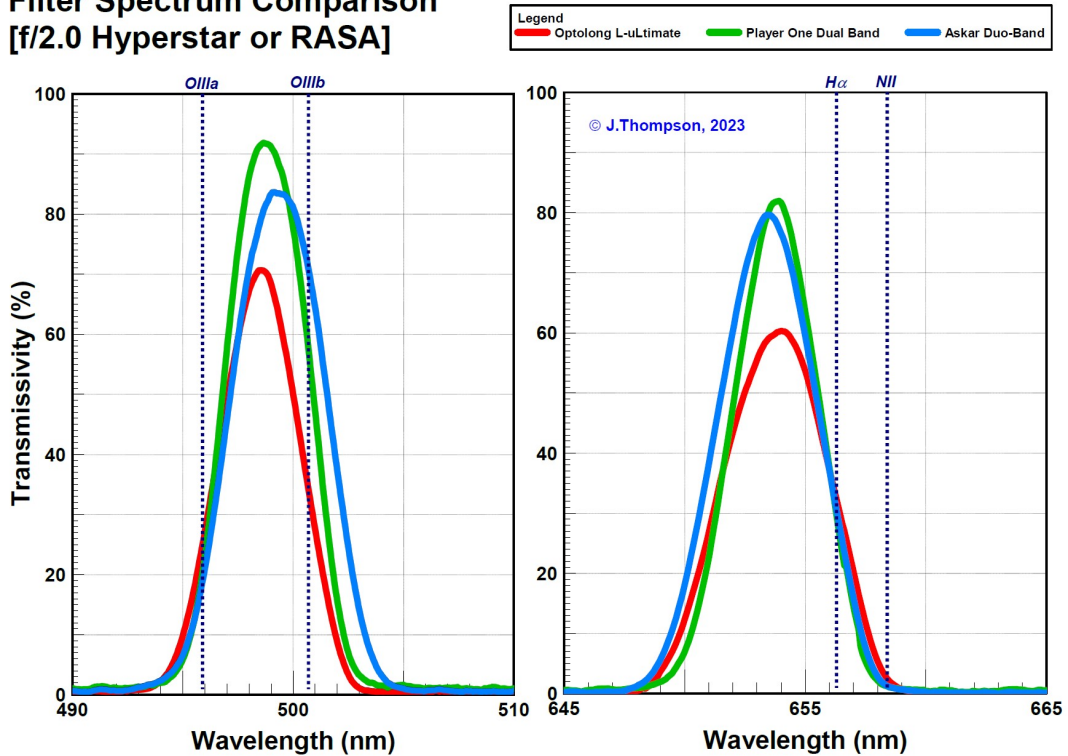 Filter Spectrum Comparison
[f/2.0 Hyperstar or RASA]
Legend
Optolong L-uLtimate
Player One Dual Band
Askar Duo-Band
OIIIa
OIIIb
Hα
NII
© J.Thompson, 2023
Transmissivity (%)
100
80
60
40
20
0
490
500
510
Wavelength (nm)
100
80
60
40
20
0
645
655
665
Wavelength (nm)